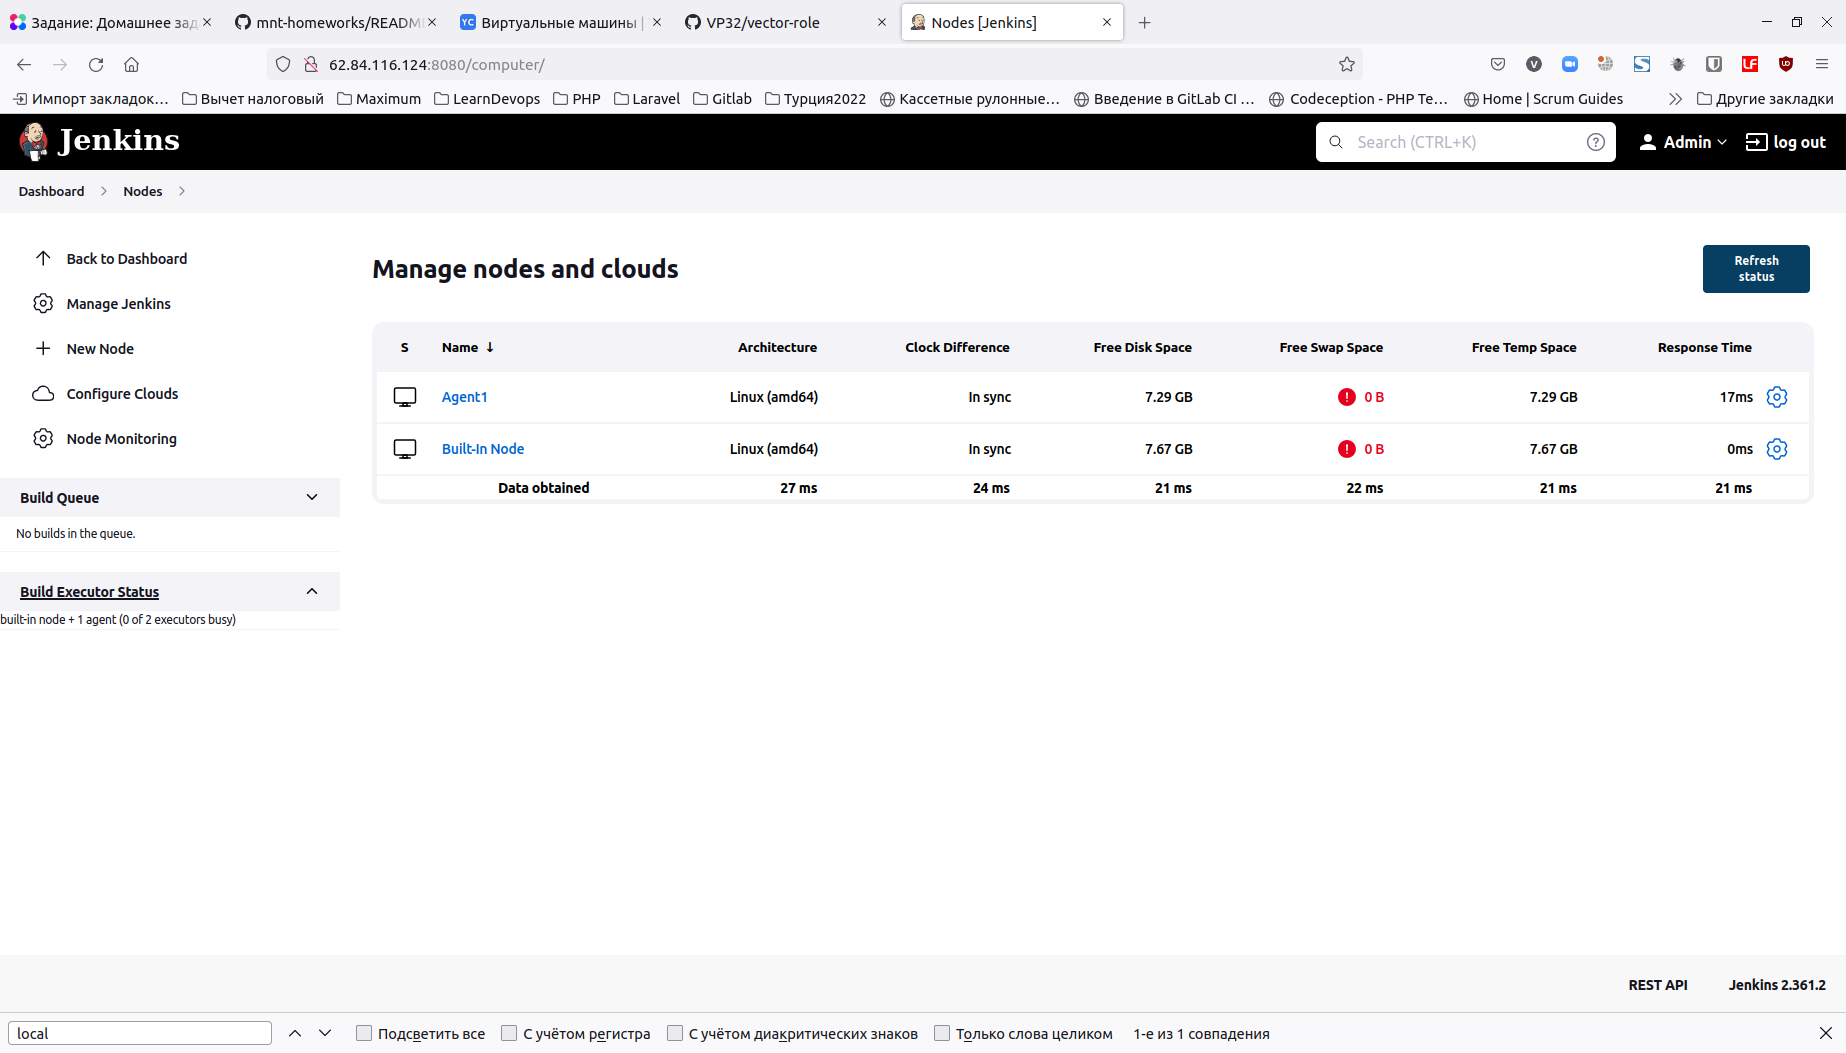 Задание: Домашнее зад
mnt-homeworks/READM
YC Виртуальные машины |
VP32/vector-role
Nodes [Jenkins]
62.84.116.124:8080/computer/
Импорт закладок…
Вычет налоговый
Maximum
LearnDevops
PHP
Laravel
Gitlab
Турция2022
Кассетные рулонные…
Введение в GitLab CI …
Codeception - PHP Te…
Home | Scrum Guides
Другие закладки
Jenkins
Search (CTRL+K)
Admin
log out
Dashboard
Nodes
Back to Dashboard
Manage Jenkins
New Node
Configure Clouds
Node Monitoring
Build Queue
No builds in the queue.
Build Executor Status
built-in node + 1 agent (0 of 2 executors busy)
Manage nodes and clouds
Refresh
status
S Name ↓ Architecture Clock Difference Free Disk Space Free Swap Space Free Temp Space Response Time
Agent1 Linux (amd64) In sync 7.29 GB 0 B 7.29 GB 17ms
Built-In Node Linux (amd64) In sync 7.67 GB 0 B 7.67 GB 0ms
Data obtained 27 ms 24 ms 21 ms 22 ms 21 ms 21 ms
REST API
Jenkins 2.361.2
local
Подсветить все
С учётом регистра
С учётом диакритических знаков
Только слова целиком
1-е из 1 совпадения